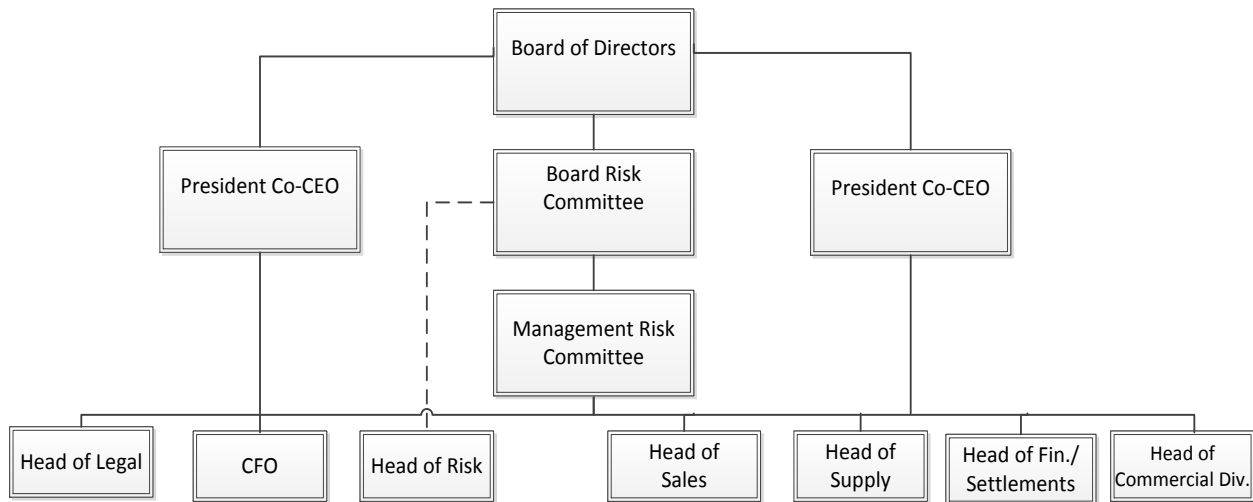 Board of Directors
President Co-CEO
Board Risk
Committee
President Co-CEO
Management Risk
Committee
Head of Legal
CFO
Head of Risk
Head of
Sales
Head of
Supply
Head of Fin./
Settlements
Head of
Commercial Div.